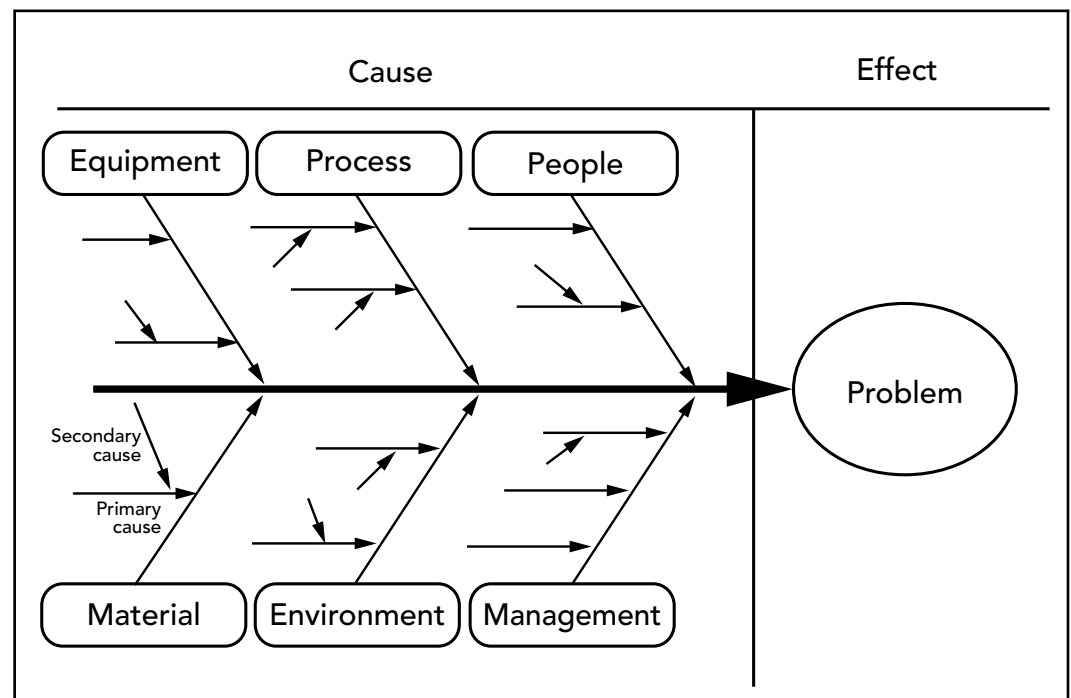 Cause
Effect
Equipment
Process
People
Problem
Secondary
cause
Primary
cause
Material
Environment
Management